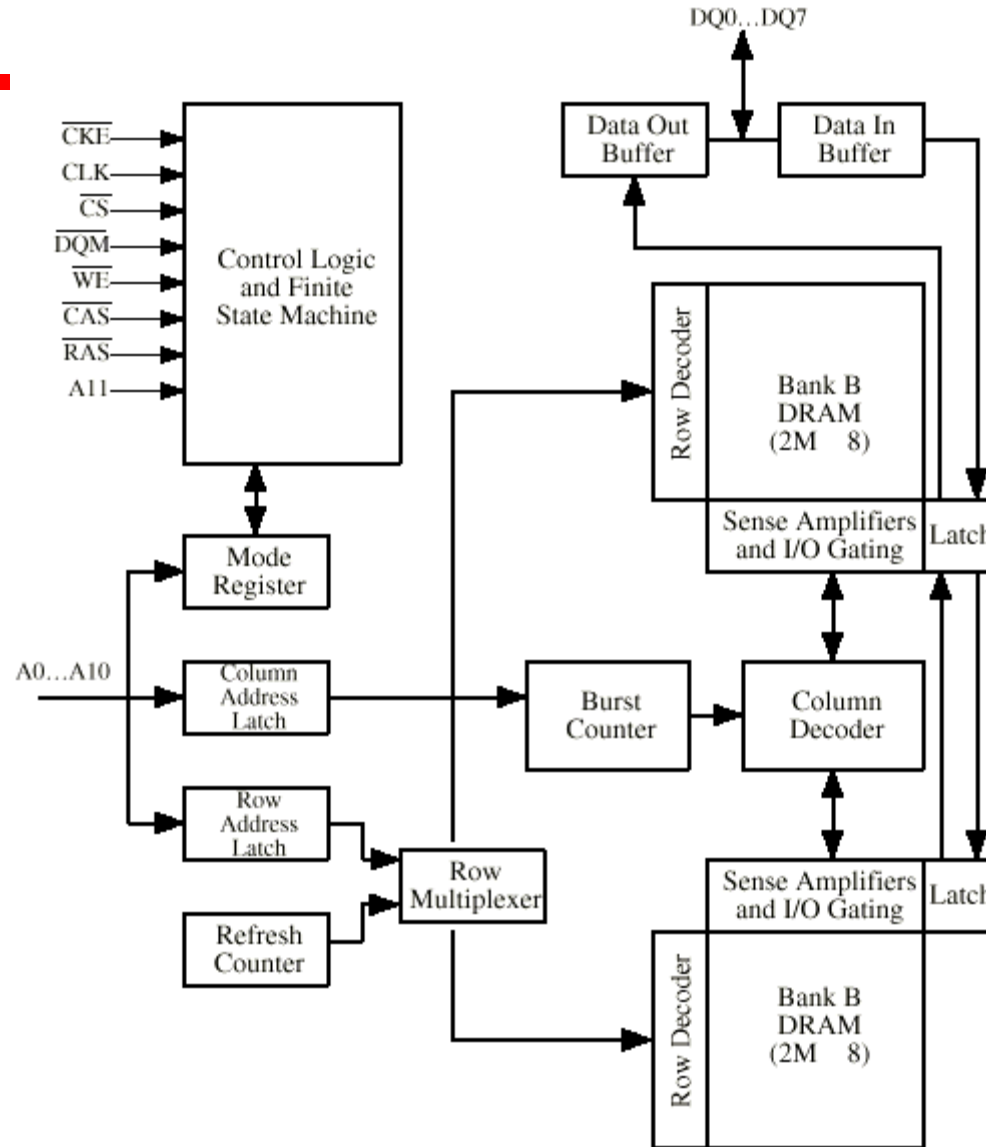 DQ0...DQ7
Data Out
Buffer
Data In
Buffer
CKE
CLK
CS
DQM
WE
CAS
RAS
A11
Control Logic
and Finite
State Machine
Row Decoder
Bank B
DRAM
(2M 8)
Sense Amplifiers
and I/O Gating
Latch
Mode
Register
A0...A10
Column
Address
Latch
Burst
Counter
Column
Decoder
Row
Address
Latch
Row
Multiplexer
Refresh
Counter
Sense Amplifiers
and I/O Gating
Latch
Row Decoder
Bank B
DRAM
(2M 8)